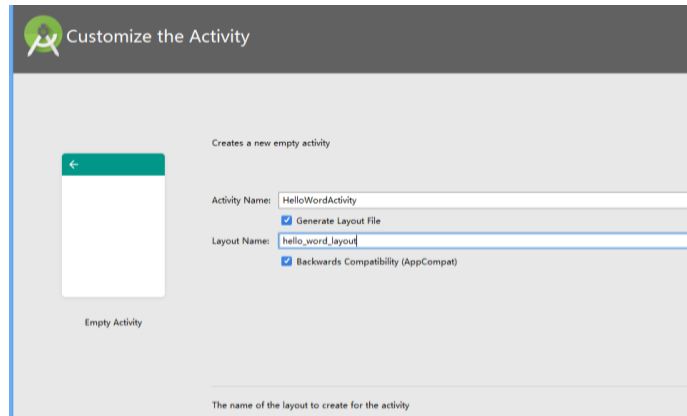 Customize the Activity
Creates a new empty activity
Activity Name: HelloWordActivity
Generate Layout File
Layout Name: hello_word_layout
Backwards Compatibility (AppCompat)
Empty Activity
The name of the layout to create for the activity